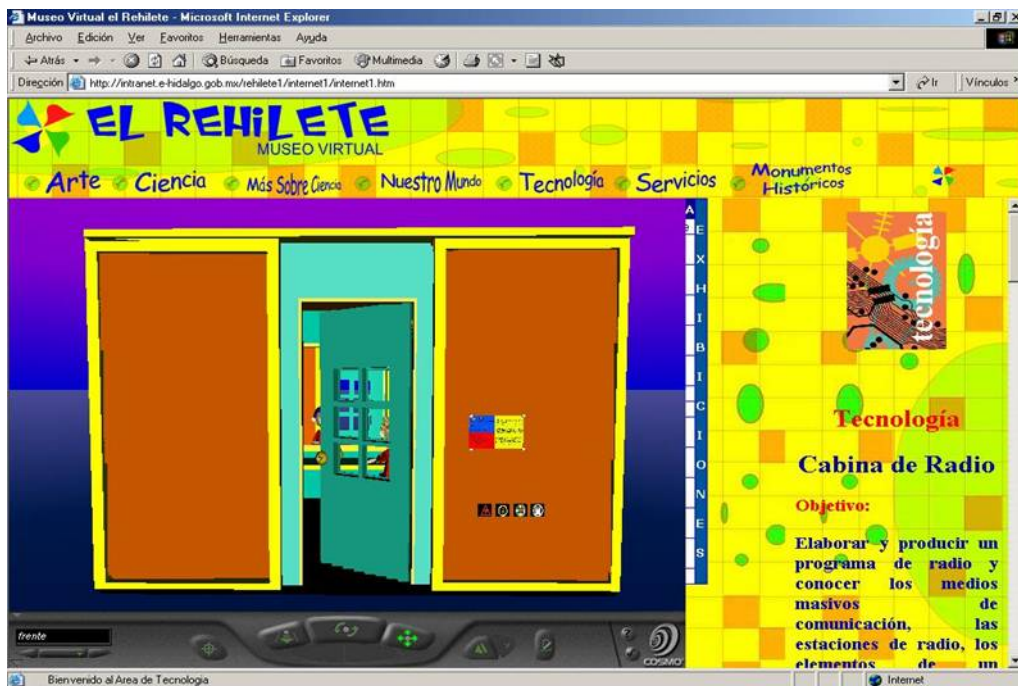 Museo Virtual el Rehilete - Microsoft Internet Explorer
Archivo Edición Ver Favoritos Herramientas Ayuda
Atrás Búsqueda Favoritos Multimedia
Dirección http://intranet.e-hidalgo.gob.mx/rehilete1/internet1/internet1.htm Ir Vínculos
EL REHiLETE
MUSEO VIRTUAL
Arte Ciencia Más Sobre Ciencia Nuestro Mundo Tecnología Servicios Monumentos Históricos
EXHIBICIONES
tecnología
Tecnología
Cabina de Radio
Objetivo:
Elaborar y producir un
programa de radio y
conocer los medios
masivos de
comunicación, las
estaciones de radio, los
elementos de un
frente
COSMO
Bienvenido al Area de Tecnologia Internet